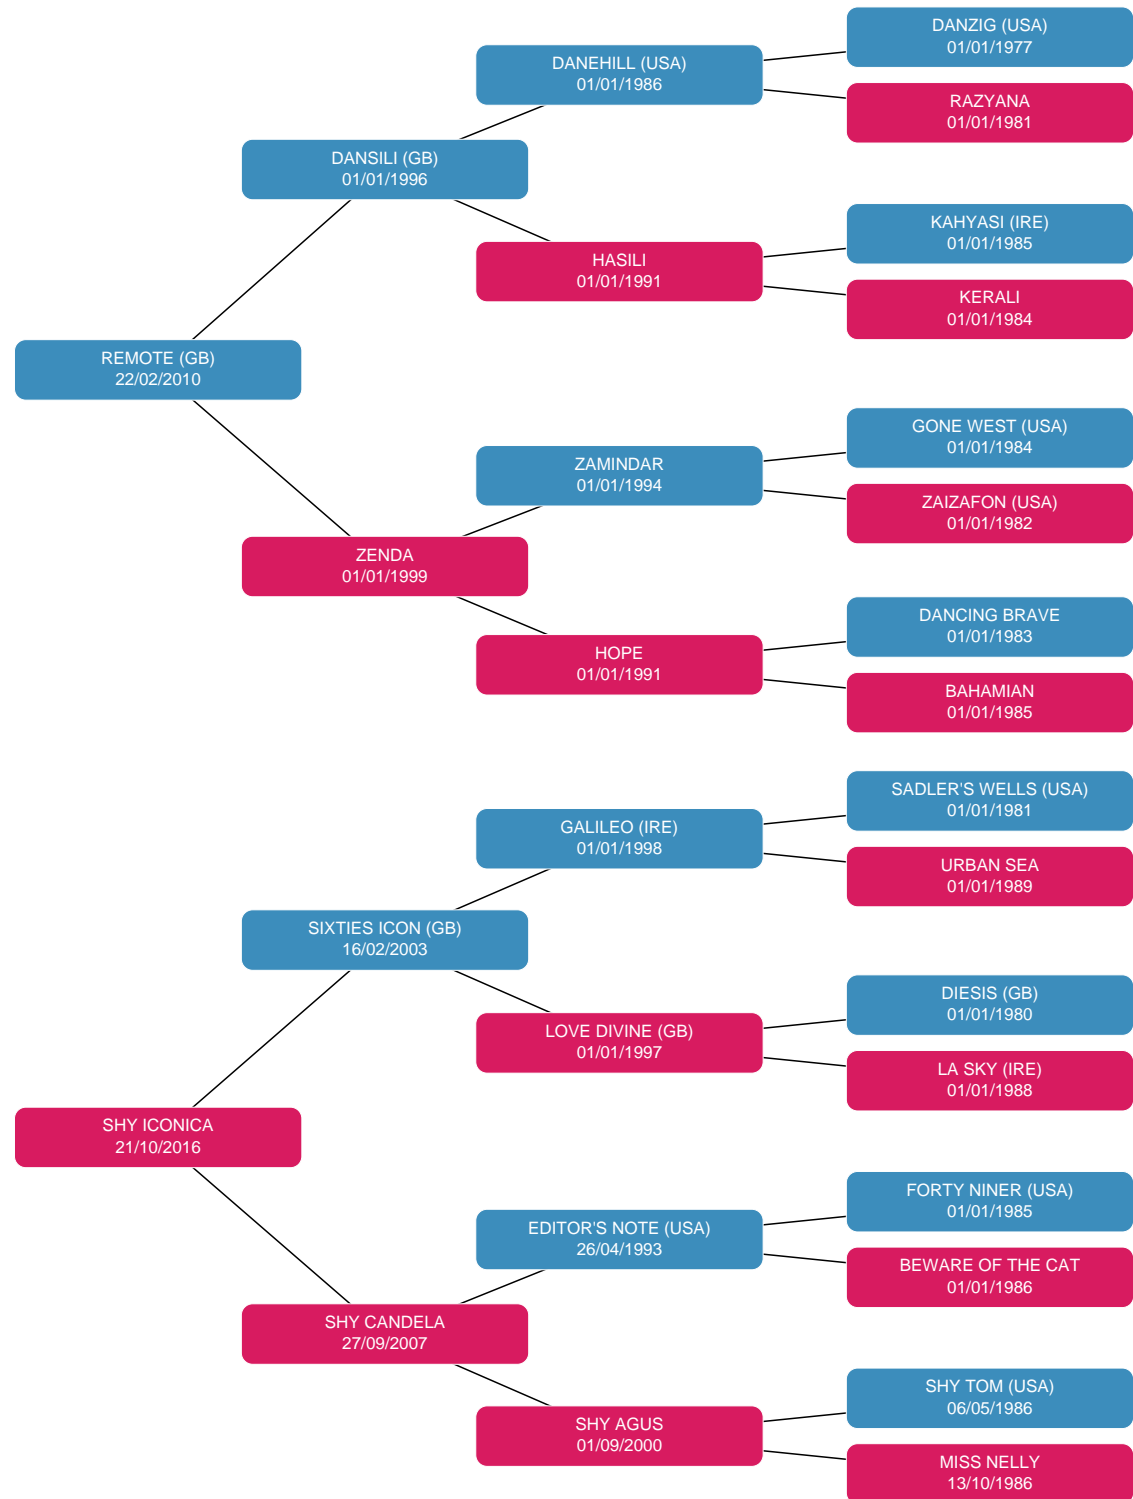 DANZIG (USA)
01/01/1977
DANEHILL (USA)
01/01/1986
RAZYANA
01/01/1981
DANSILI (GB)
01/01/1996
KAHYASI (IRE)
01/01/1985
HASILI
01/01/1991
KERALI
01/01/1984
REMOTE (GB)
22/02/2010
GONE WEST (USA)
01/01/1984
ZAMINDAR
01/01/1994
ZAIZAFON (USA)
01/01/1982
ZENDA
01/01/1999
DANCING BRAVE
01/01/1983
HOPE
01/01/1991
BAHAMIAN
01/01/1985
SADLER'S WELLS (USA)
01/01/1981
GALILEO (IRE)
01/01/1998
URBAN SEA
01/01/1989
SIXTIES ICON (GB)
16/02/2003
DIESIS (GB)
01/01/1980
LOVE DIVINE (GB)
01/01/1997
LA SKY (IRE)
01/01/1988
SHY ICONICA
21/10/2016
FORTY NINER (USA)
01/01/1985
EDITOR'S NOTE (USA)
26/04/1993
BEWARE OF THE CAT
01/01/1986
SHY CANDELA
27/09/2007
SHY TOM (USA)
06/05/1986
SHY AGUS
01/09/2000
MISS NELLY
13/10/1986